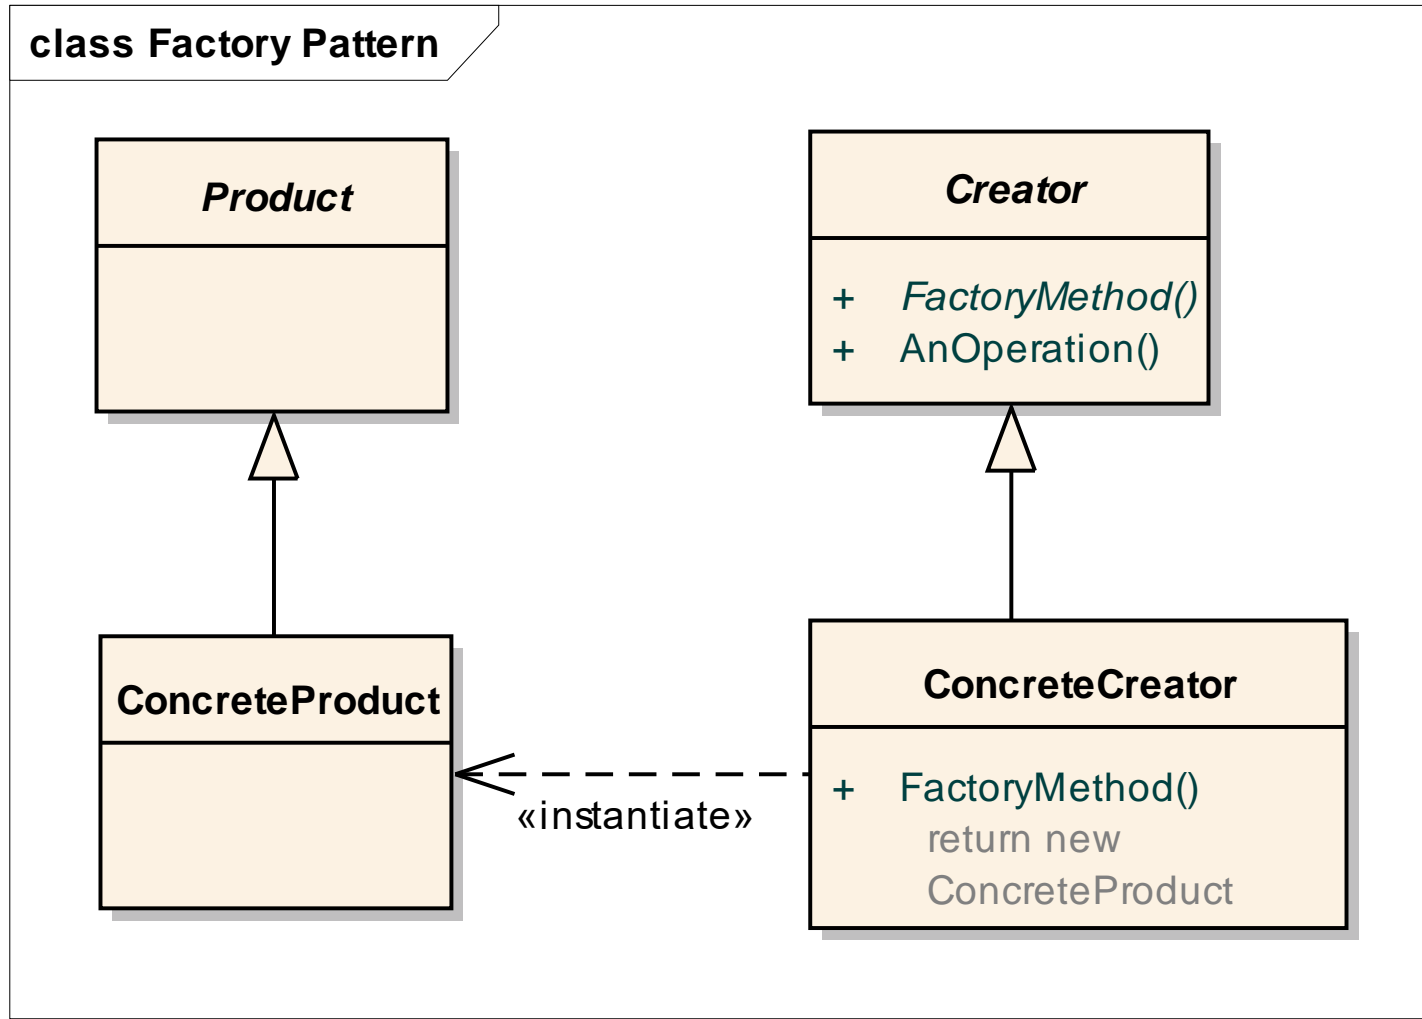 class Factory Pattern
Product
Creator
+ FactoryMethod()
+ AnOperation()
ConcreteProduct
ConcreteCreator
+ FactoryMethod()
return new
ConcreteProduct
«instantiate»